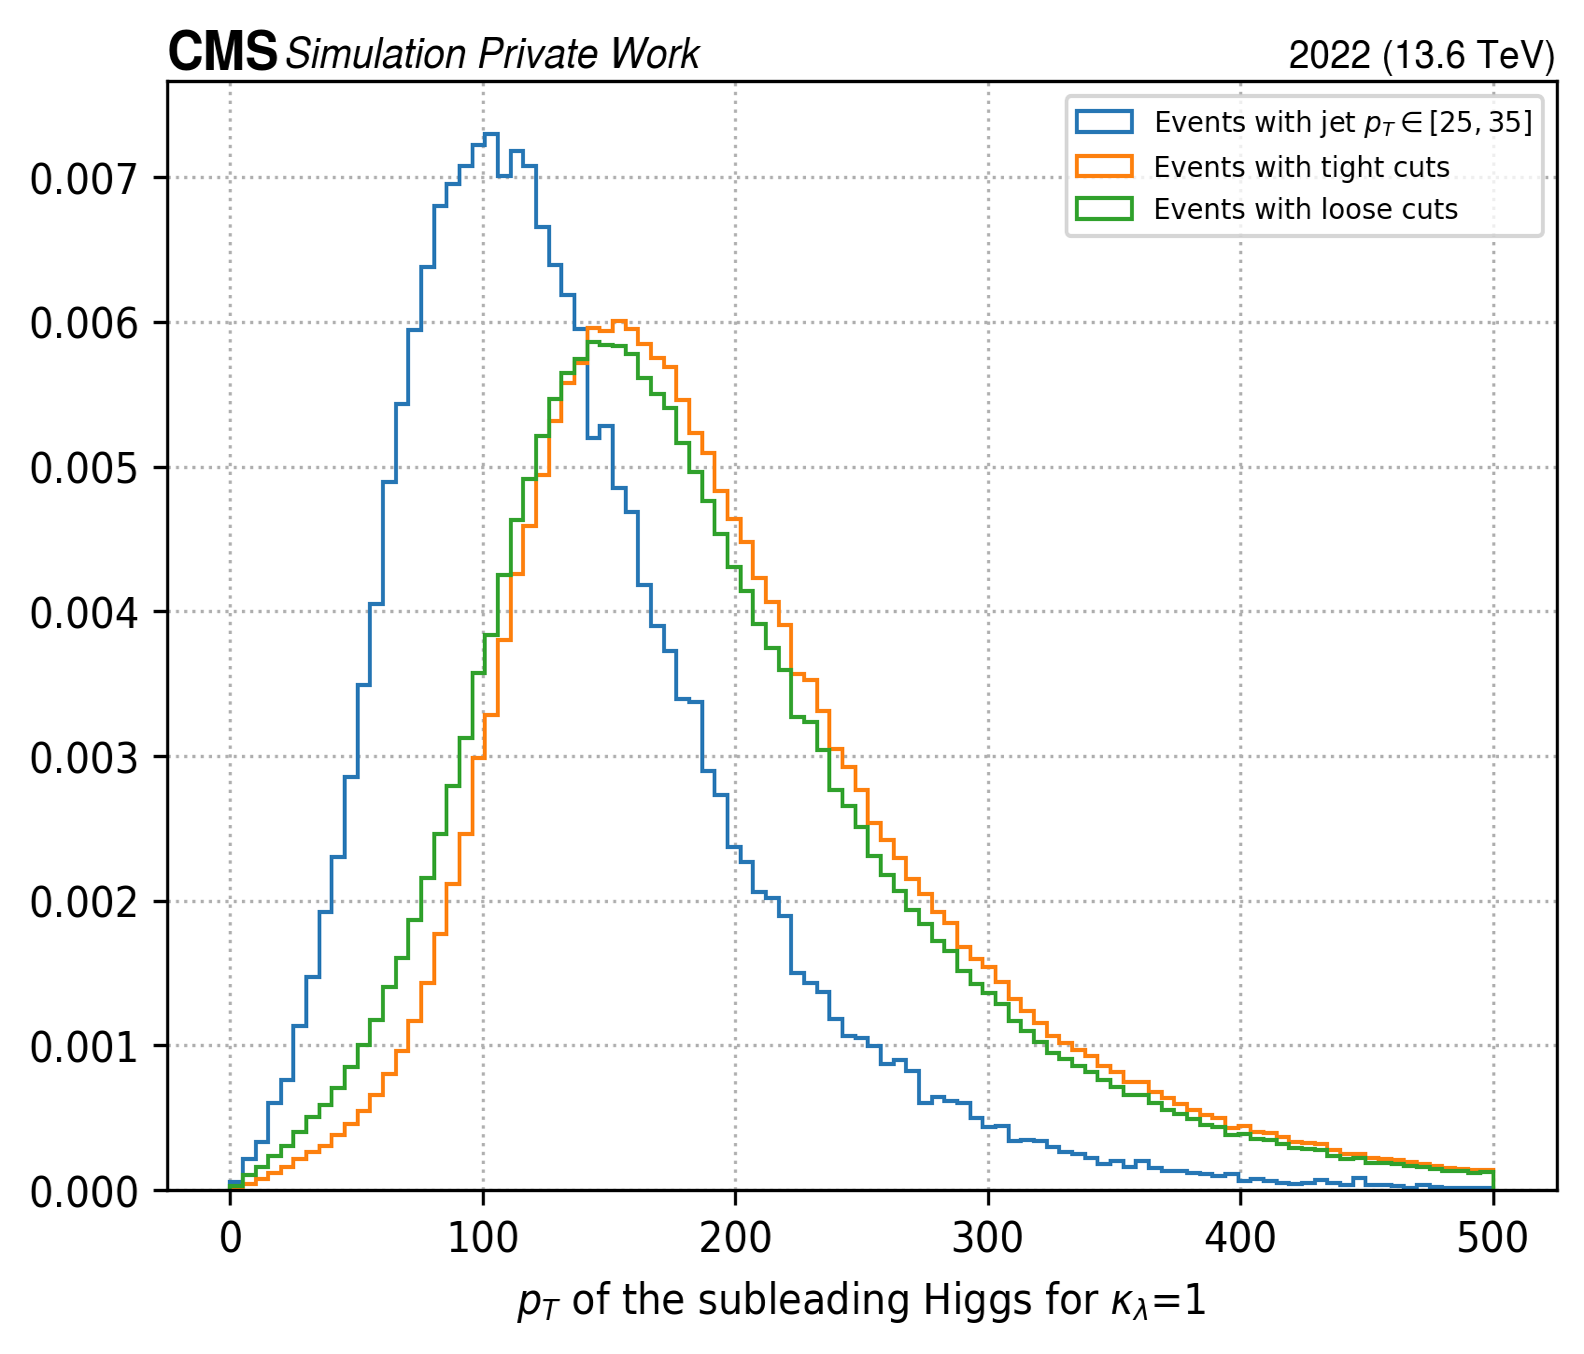 CMS Simulation Private Work 2022 (13.6 TeV)
Events with jet p_T ∈ [25, 35]
Events with tight cuts
Events with loose cuts
0.007
0.006
0.005
0.004
0.003
0.002
0.001
0.000
0 100 200 300 400 500
p_T of the subleading Higgs for κ_λ=1